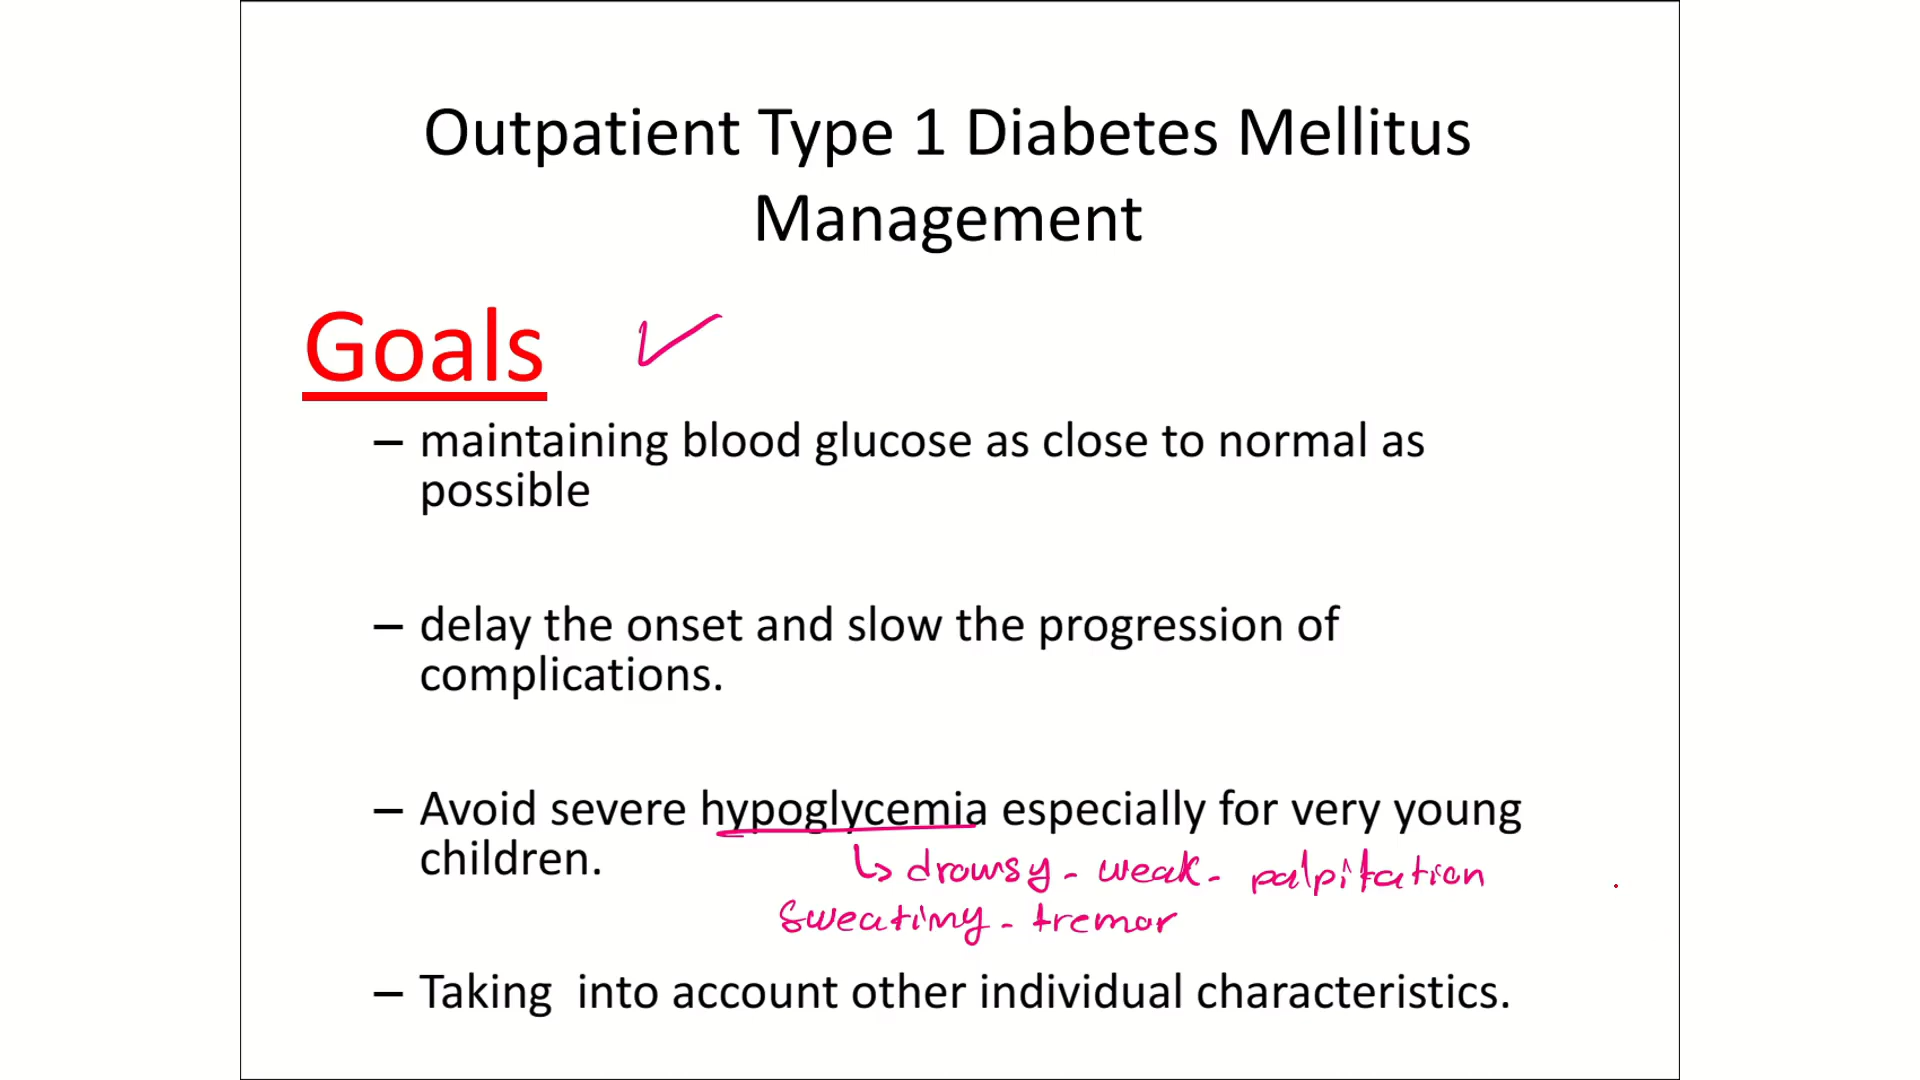 Outpatient Type 1 Diabetes Mellitus
Management
Goals
– maintaining blood glucose as close to normal as
possible
– delay the onset and slow the progression of
complications.
– Avoid severe hypoglycemia especially for very young
children.
↳ drowsy - weak - palpitation
sweating - tremor
– Taking  into account other individual characteristics.